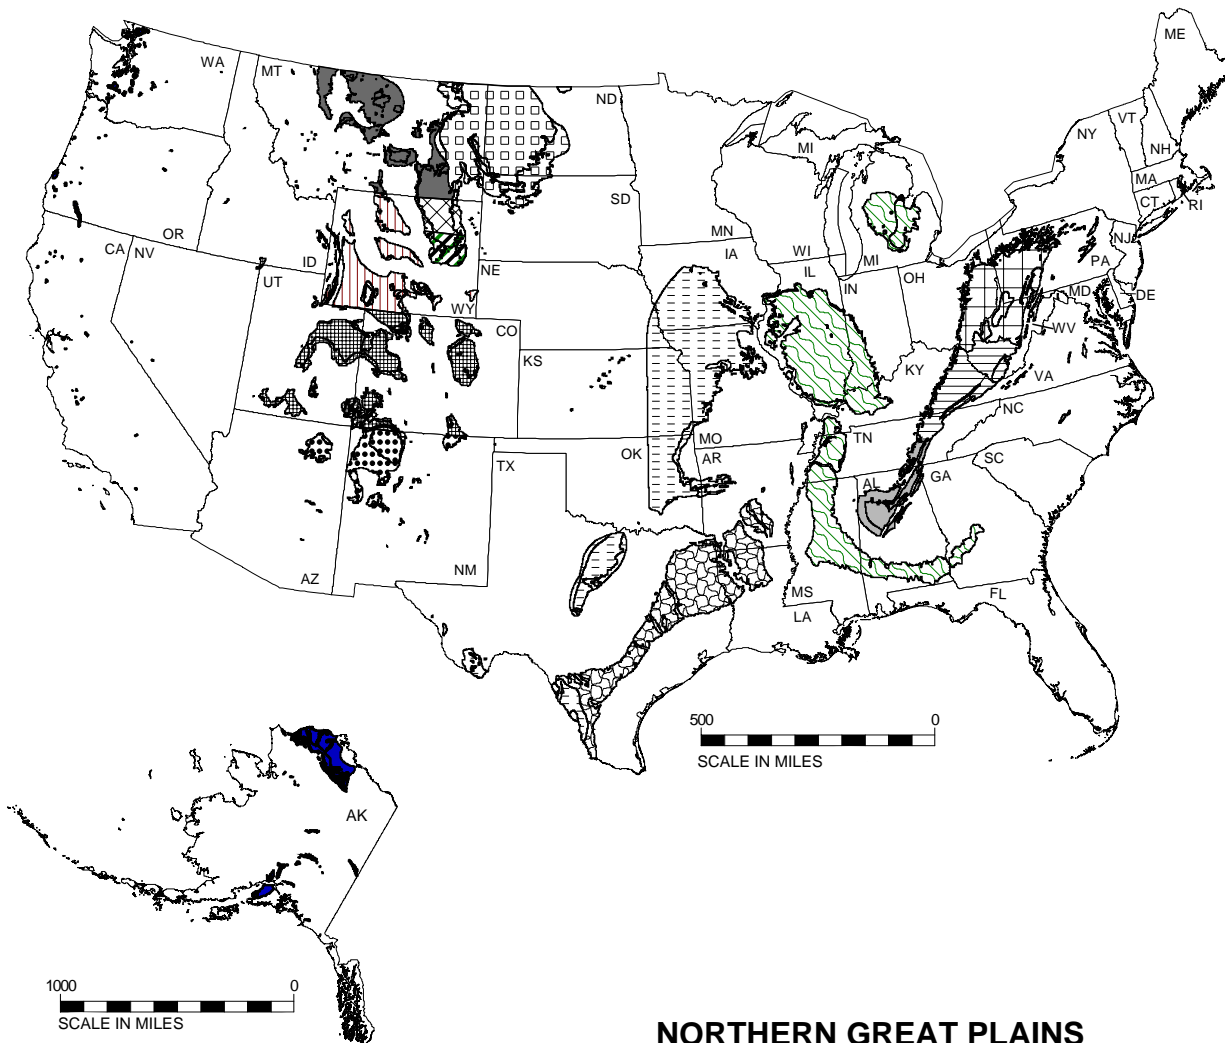 ME
WA
MT
ND
VT
NY
NH
MI
MA
SD
CT
RI
MN
OR
NJ
CA
NV
IA
WI
PA
ID
MI
OH
NE
IL
UT
IN
MD
DE
WY
CO
WV
KS
KY
VA
NC
MO
TN
OK
AR
SC
TX
GA
AL
NM
AZ
MS
FL
LA
500 0
SCALE IN MILES
AK
1000 0
SCALE IN MILES
NORTHERN GREAT PLAINS